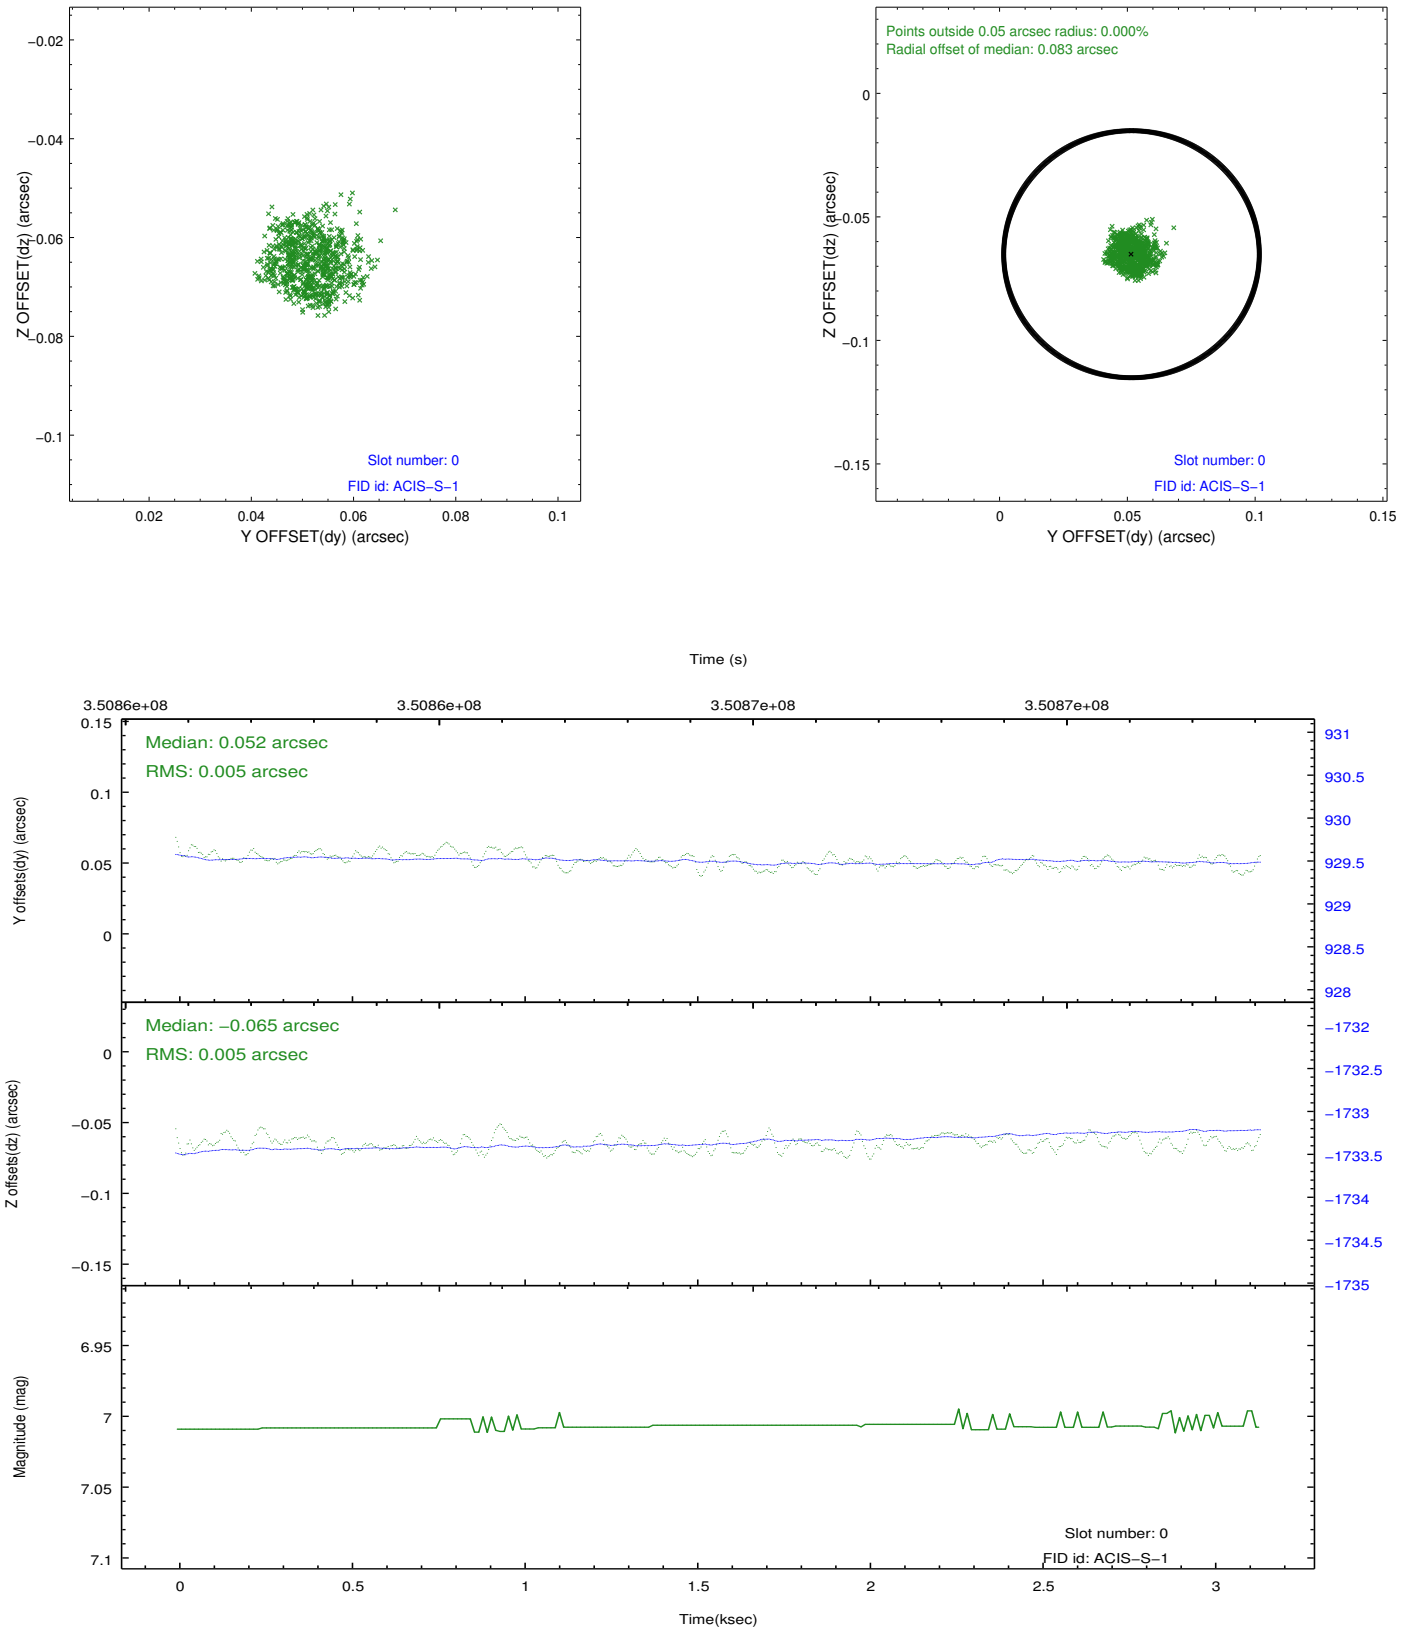 −0.02
−0.04
−0.06
−0.08
−0.1
Z OFFSET(dz) (arcsec)
Slot number: 0
FID id: ACIS−S−1
0.02
0.04
0.06
0.08
0.1
Y OFFSET(dy) (arcsec)
Points outside 0.05 arcsec radius: 0.000%
Radial offset of median: 0.083 arcsec
0
−0.05
−0.1
−0.15
Z OFFSET(dz) (arcsec)
Slot number: 0
FID id: ACIS−S−1
0
0.05
0.1
0.15
Y OFFSET(dy) (arcsec)
Time (s)
3.5086e+08
3.5086e+08
3.5087e+08
3.5087e+08
Median: 0.052 arcsec
RMS: 0.005 arcsec
0.15
0.1
0.05
0
Y offsets(dy) (arcsec)
931
930.5
930
929.5
929
928.5
928
Median: −0.065 arcsec
RMS: 0.005 arcsec
0
−0.05
−0.1
−0.15
Z offsets(dz) (arcsec)
−1732
−1732.5
−1733
−1733.5
−1734
−1734.5
−1735
6.95
7
7.05
7.1
Magnitude (mag)
Slot number: 0
FID id: ACIS−S−1
0
0.5
1
1.5
2
2.5
3
Time(ksec)